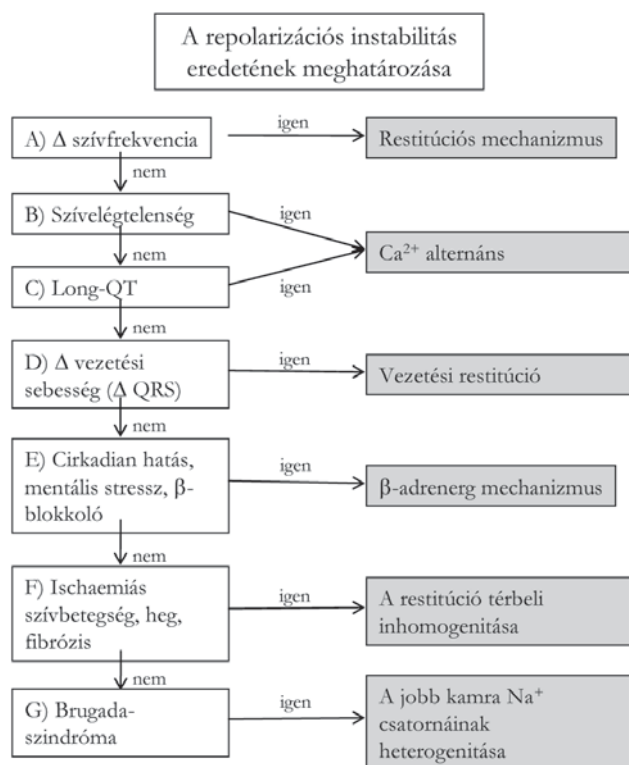 A repolarizációs instabilitás
eredetének meghatározása
A) Δ szívfrekvencia
igen
Restitúciós mechanizmus
nem
B) Szívelégtelenség
igen
Ca²⁺ alternáns
nem
C) Long-QT
igen
nem
D) Δ vezetési
sebesség (Δ QRS)
igen
Vezetési restitúció
nem
E) Cirkadian hatás,
mentális stressz, β-
blokkoló
igen
β-adrenerg mechanizmus
nem
F) Ischaemiás
szívbetegség, heg,
fibrózis
igen
A restitúció térbeli
inhomogenitása
nem
G) Brugada-
szindróma
igen
A jobb kamra Na⁺
csatornáinak
heterogenitása